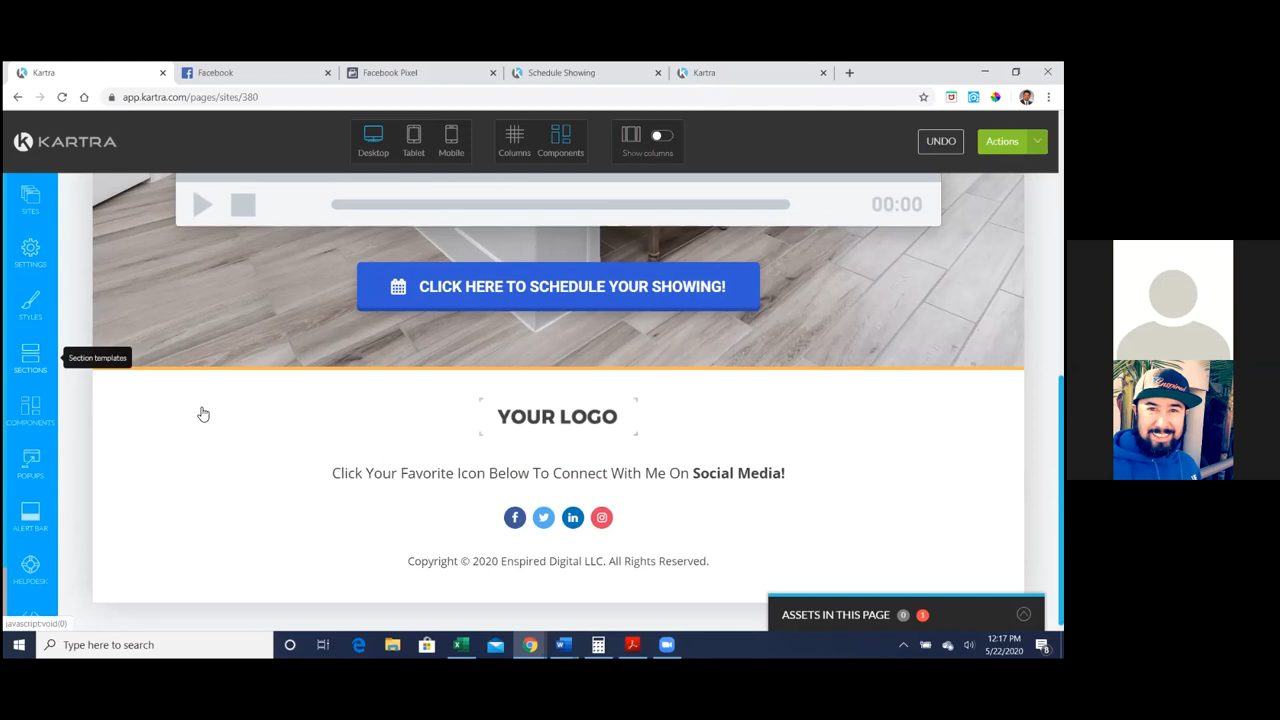 Kartra
Facebook
Facebook Pixel
Schedule Showing
Kartra
app.kartra.com/pages/sites/380
KARTRA
Desktop
Tablet
Mobile
Columns
Components
Show columns
UNDO
Actions
SITES
SETTINGS
STYLES
SECTIONS
COMPONENTS
POPUPS
ALERT BAR
HELPDESK
Section templates
00:00
CLICK HERE TO SCHEDULE YOUR SHOWING!
YOUR LOGO
Click Your Favorite Icon Below To Connect With Me On Social Media!
Copyright © 2020 Enspired Digital LLC. All Rights Reserved.
ASSETS IN THIS PAGE 0 1
javascript:void(0)
Type here to search
12:17 PM
5/22/2020
8